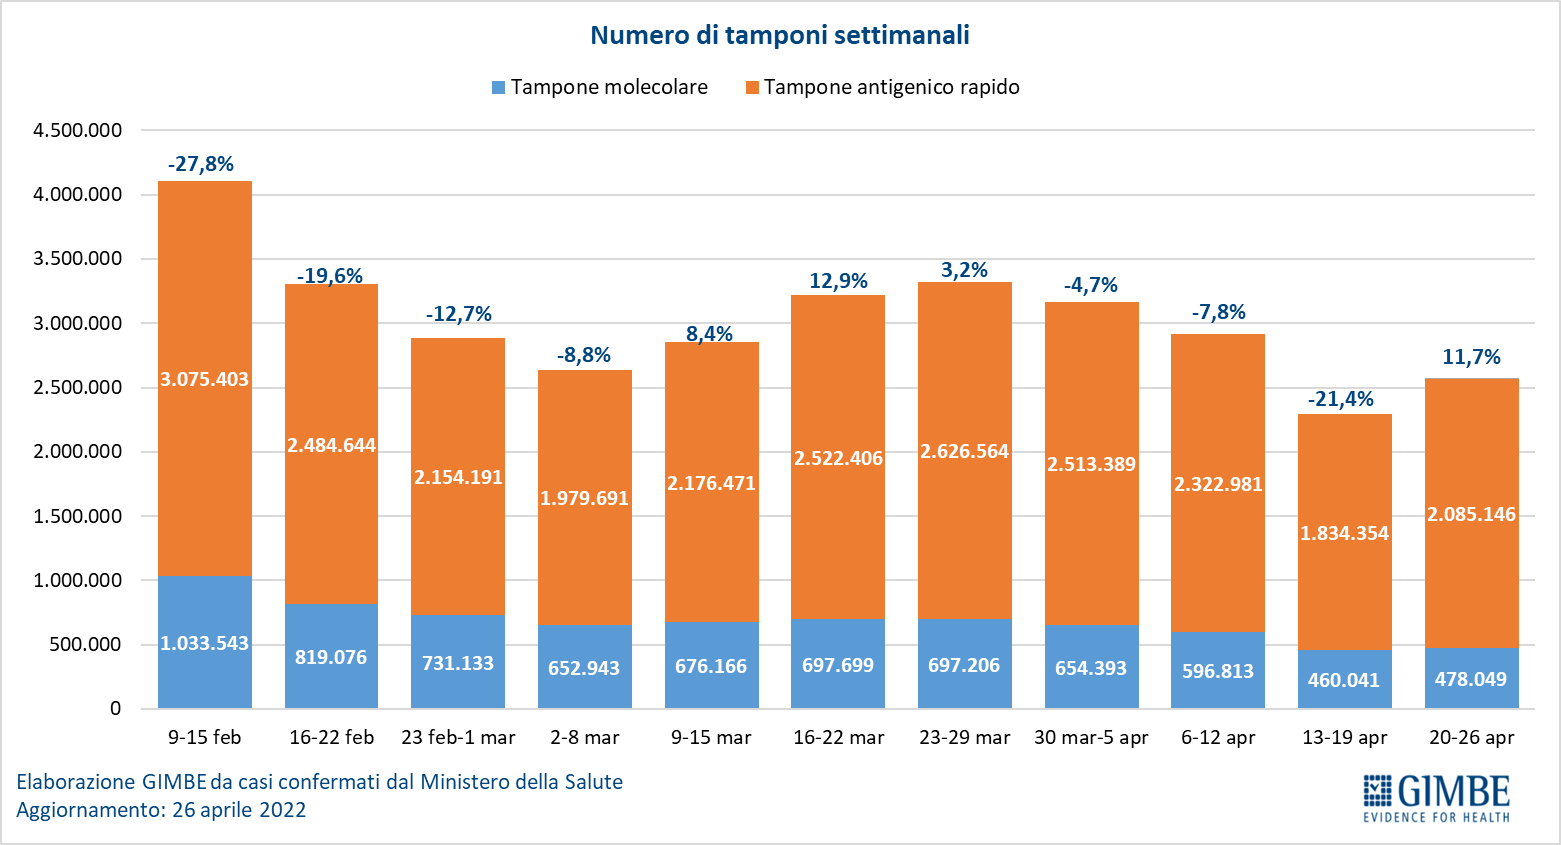 Numero di tamponi settimanali
Tampone molecolare Tampone antigenico rapido
4.500.000
4.000.000
3.500.000
3.000.000
2.500.000
2.000.000
1.500.000
1.000.000
500.000
0
-27,8%
-19,6%
-12,7%
-8,8%
8,4%
12,9%
3,2%
-4,7%
-7,8%
-21,4%
11,7%
3.075.403
2.484.644
2.154.191
1.979.691
2.176.471
2.522.406
2.626.564
2.513.389
2.322.981
1.834.354
2.085.146
1.033.543
819.076
731.133
652.943
676.166
697.699
697.206
654.393
596.813
460.041
478.049
9-15 feb
16-22 feb
23 feb-1 mar
2-8 mar
9-15 mar
16-22 mar
23-29 mar
30 mar-5 apr
6-12 apr
13-19 apr
20-26 apr
Elaborazione GIMBE da casi confermati dal Ministero della Salute
Aggiornamento: 26 aprile 2022
GIMBE
EVIDENCE FOR HEALTH